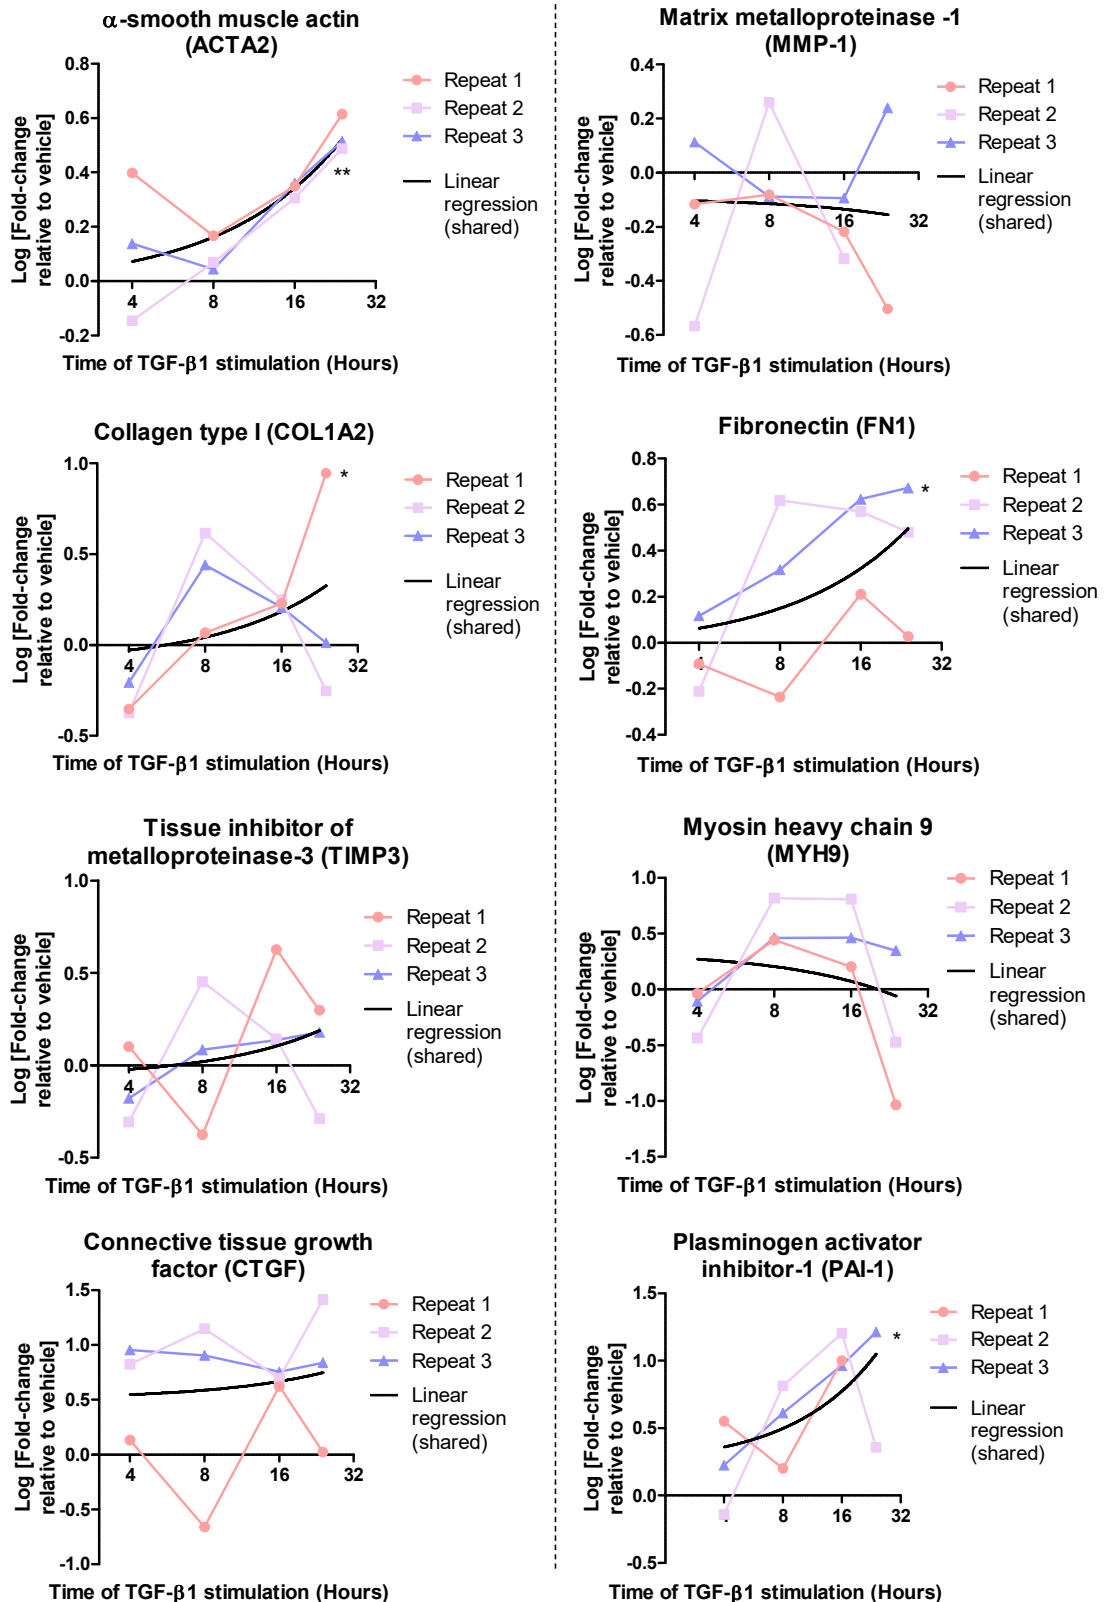 α-smooth muscle actin
(ACTA2)
Log [Fold-change
relative to vehicle]
0.8
0.6
0.4
0.2
0.0
-0.2
4
8
16
32
**
Repeat 1
Repeat 2
Repeat 3
Linear
regression
(shared)
Time of TGF-β1 stimulation (Hours)
Matrix metalloproteinase -1
(MMP-1)
Log [Fold-change
relative to vehicle]
0.4
0.2
0.0
-0.2
-0.4
-0.6
4
8
16
32
Repeat 1
Repeat 2
Repeat 3
Linear
regression
(shared)
Time of TGF-β1 stimulation (Hours)
Collagen type I (COL1A2)
Log [Fold-change
relative to vehicle]
1.0
0.5
0.0
-0.5
4
8
16
32
*
Repeat 1
Repeat 2
Repeat 3
Linear
regression
(shared)
Time of TGF-β1 stimulation (Hours)
Fibronectin (FN1)
Log [Fold-change
relative to vehicle]
0.8
0.6
0.4
0.2
0.0
-0.2
-0.4
4
8
16
32
*
Repeat 1
Repeat 2
Repeat 3
Linear
regression
(shared)
Time of TGF-β1 stimulation (Hours)
Tissue inhibitor of
metalloproteinase-3 (TIMP3)
Log [Fold-change
relative to vehicle]
1.0
0.5
0.0
-0.5
4
8
16
32
Repeat 1
Repeat 2
Repeat 3
Linear
regression
(shared)
Time of TGF-β1 stimulation (Hours)
Myosin heavy chain 9
(MYH9)
Log [Fold-change
relative to vehicle]
1.0
0.5
0.0
-0.5
-1.0
-1.5
4
8
16
32
Repeat 1
Repeat 2
Repeat 3
Linear
regression
(shared)
Time of TGF-β1 stimulation (Hours)
Connective tissue growth
factor (CTGF)
Log [Fold-change
relative to vehicle]
1.5
1.0
0.5
0.0
-0.5
-1.0
4
8
16
32
Repeat 1
Repeat 2
Repeat 3
Linear
regression
(shared)
Time of TGF-β1 stimulation (Hours)
Plasminogen activator
inhibitor-1 (PAI-1)
Log [Fold-change
relative to vehicle]
1.5
1.0
0.5
0.0
-0.5
4
8
16
32
*
Repeat 1
Repeat 2
Repeat 3
Linear
regression
(shared)
Time of TGF-β1 stimulation (Hours)